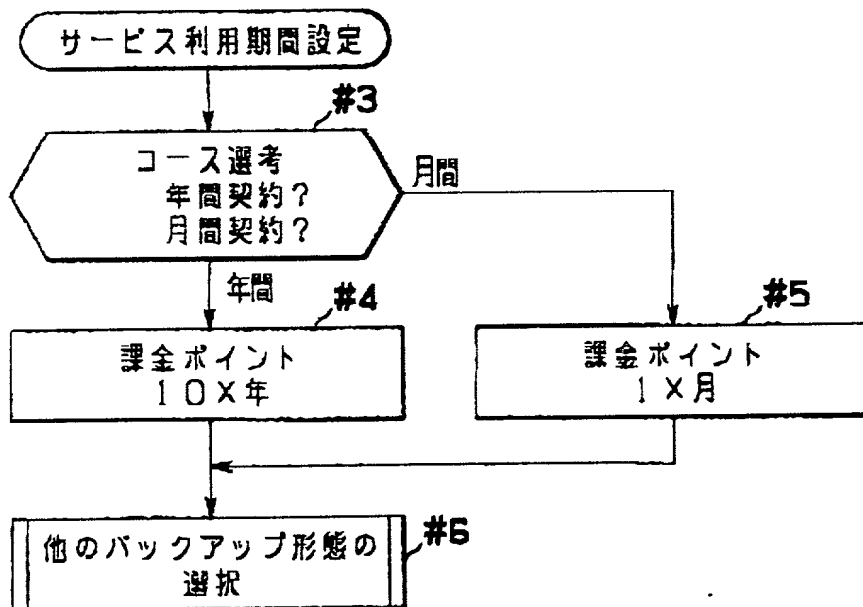 サービス利用期間設定
#3
コース選考
年間契約?
月間契約?
月間
年間
#4
課金ポイント
10X年
#5
課金ポイント
1X月
他のバックアップ形態の
選択
#6